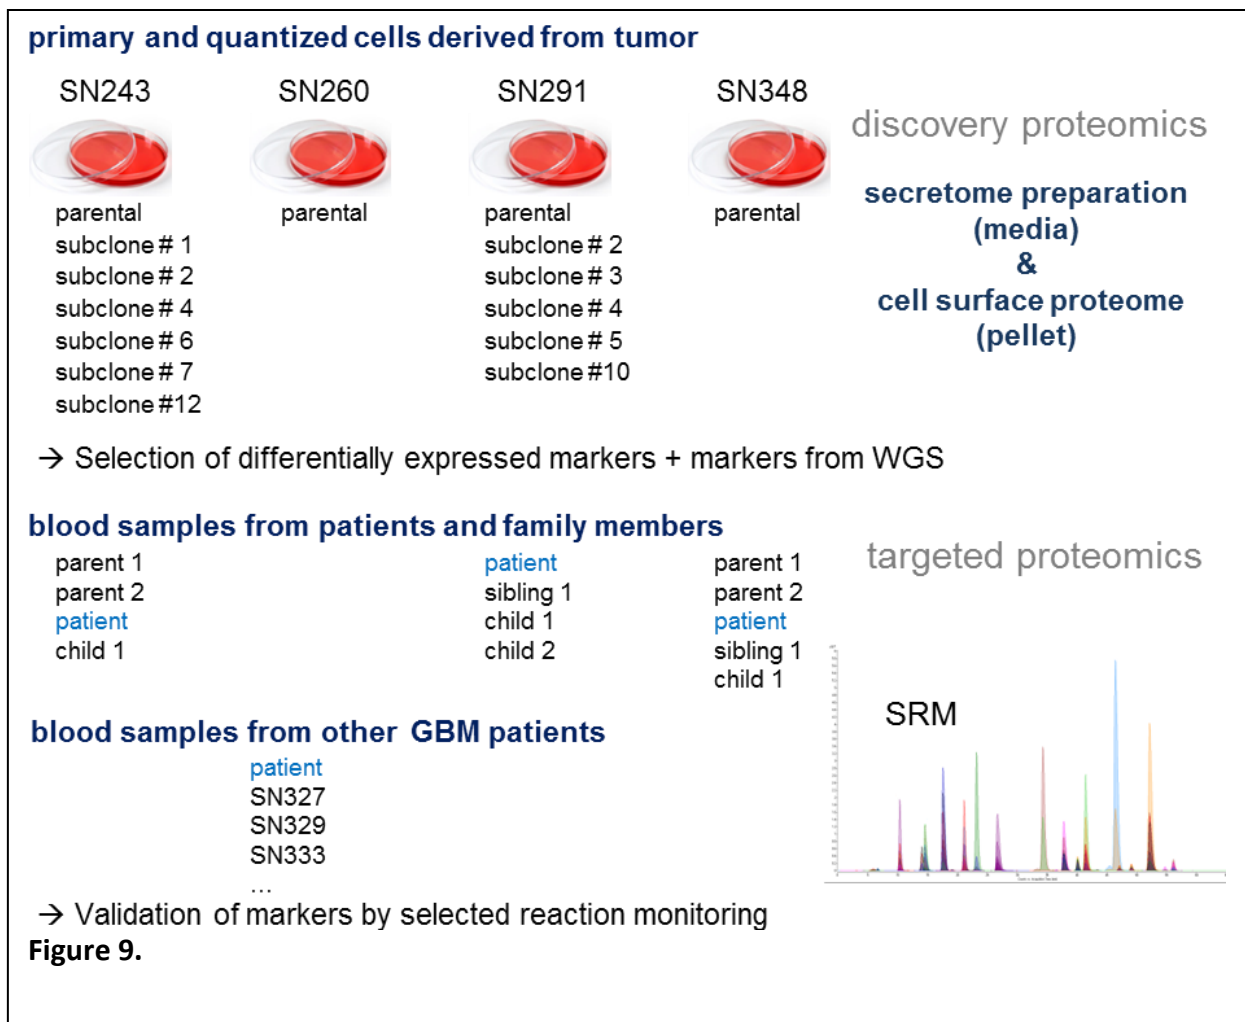 primary and quantized cells derived from tumor
SN243 SN260 SN291 SN348
discovery proteomics
parental parental parental parental
subclone # 1 subclone # 2
subclone # 2 subclone # 3
subclone # 4 subclone # 4
subclone # 6 subclone # 5
subclone # 7 subclone #10
subclone #12
secretome preparation
(media)
&
cell surface proteome
(pellet)
→ Selection of differentially expressed markers + markers from WGS
blood samples from patients and family members
targeted proteomics
parent 1 patient parent 1
parent 2 sibling 1 parent 2
patient child 1 patient
child 1 child 2 sibling 1
child 1
SRM
blood samples from other GBM patients
patient
SN327
SN329
SN333
...
→ Validation of markers by selected reaction monitoring
Figure 9.